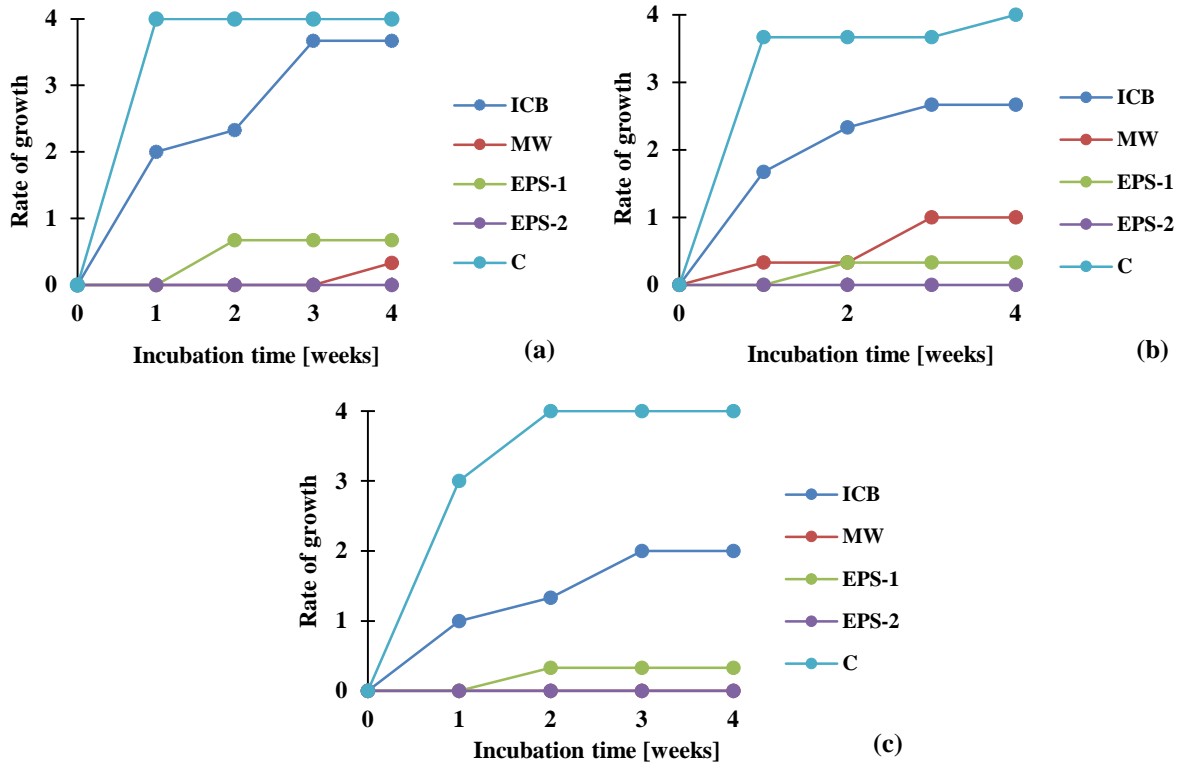 4
3
2
1
0
Rate of growth
0 1 2 3 4
Incubation time [weeks]
ICB
MW
EPS-1
EPS-2
C
(a)
4
3
2
1
0
Rate of growth
0 2 4
Incubation time [weeks]
ICB
MW
EPS-1
EPS-2
C
(b)
4
3
2
1
0
Rate of growth
0 1 2 3 4
Incubation time [weeks]
ICB
MW
EPS-1
EPS-2
C
(c)